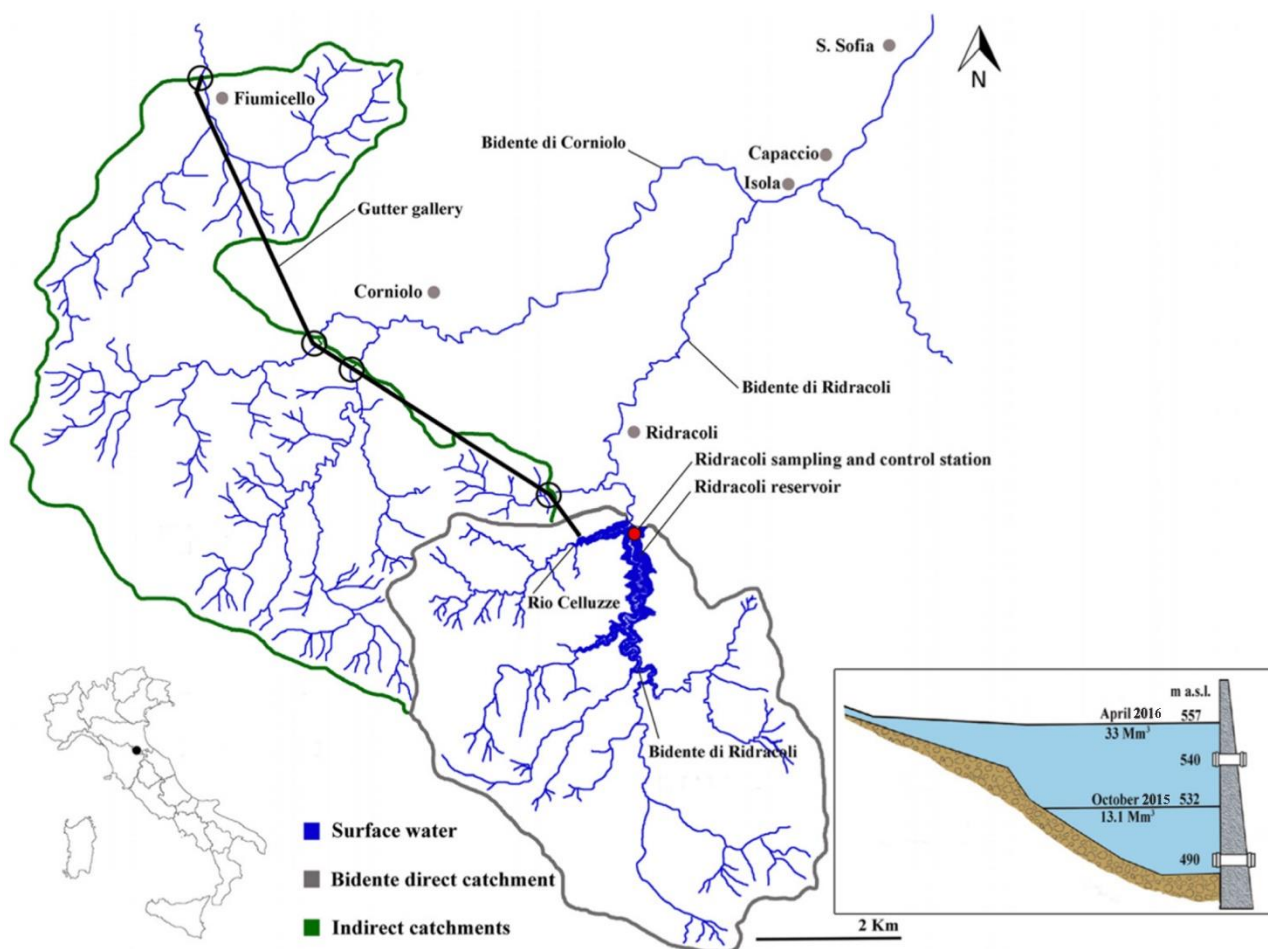 S. Sofia
N
Fiumicello
Bidente di Corniolo
Capaccio
Isola
Gutter gallery
Corniolo
Bidente di Ridracoli
Ridracoli
Ridracoli sampling and control station
Ridracoli reservoir
Rio Celluzze
Bidente di Ridracoli
m a.s.l.
April 2016 557
33 Mm³
540
October 2015 532
13.1 Mm³
490
Surface water
Bidente direct catchment
Indirect catchments
2 Km